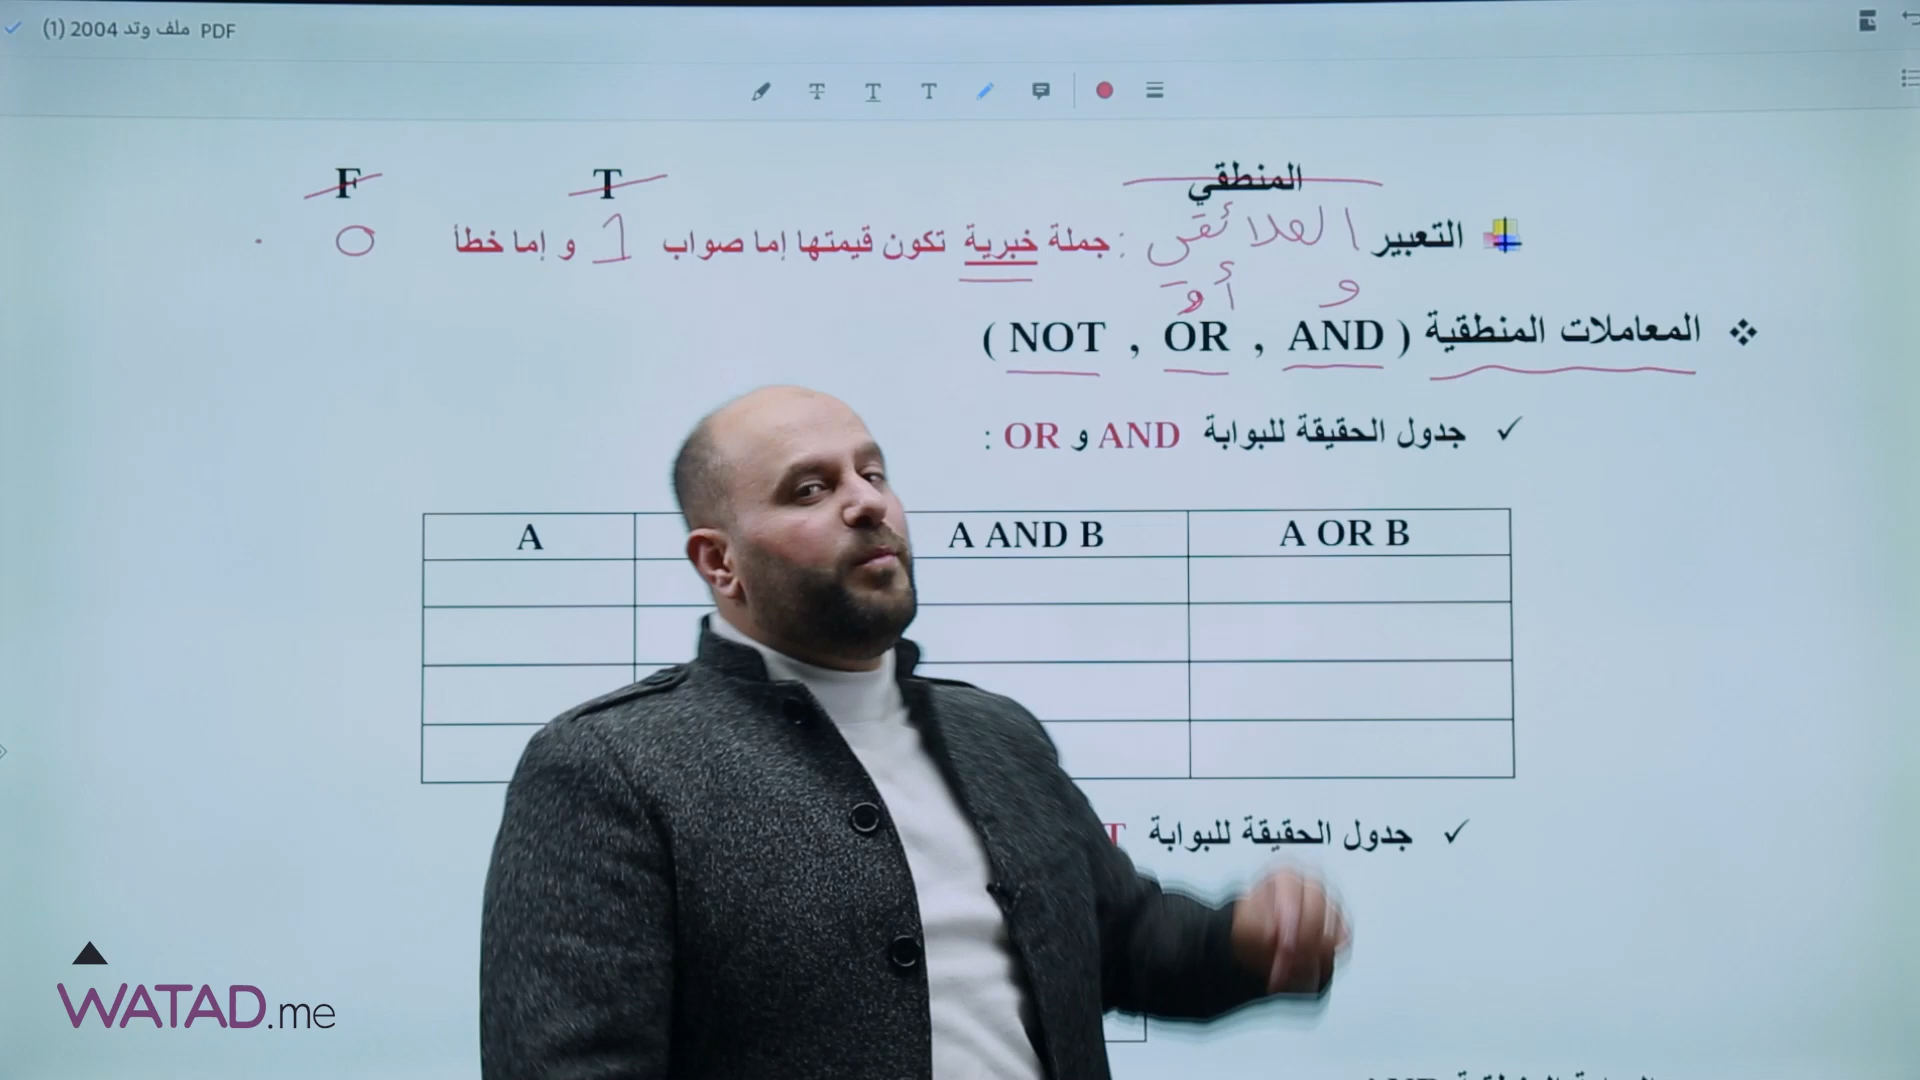 ملف وتد 2004 (1) PDF
المنطقي T F
التعبير العلائقي : جملة خبرية تكون قيمتها إما صواب 1 و إما خطأ 0 .
و أو
❖ المعاملات المنطقية ( NOT , OR , AND )
✓ جدول الحقيقة للبوابة AND و OR :
A A AND B A OR B
✓ جدول الحقيقة للبوابة
WATAD.me